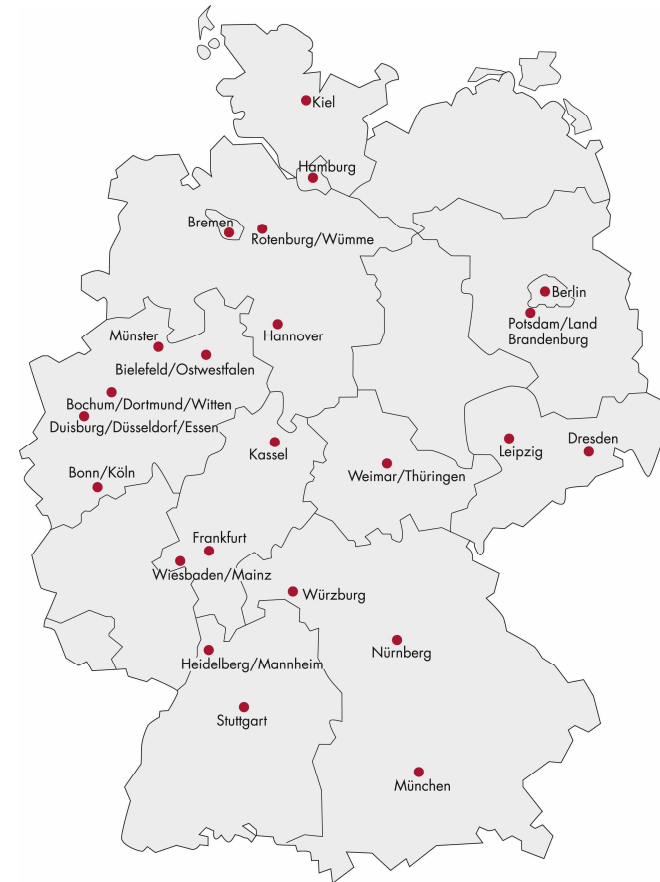 Kiel
Hamburg
Bremen
Rotenburg/Wümme
Berlin
Potsdam/Land
Brandenburg
Hannover
Münster
Bielefeld/Ostwestfalen
Bochum/Dortmund/Witten
Duisburg/Düsseldorf/Essen
Kassel
Leipzig
Dresden
Weimar/Thüringen
Bonn/Köln
Frankfurt
Wiesbaden/Mainz
Würzburg
Nürnberg
Heidelberg/Mannheim
Stuttgart
München